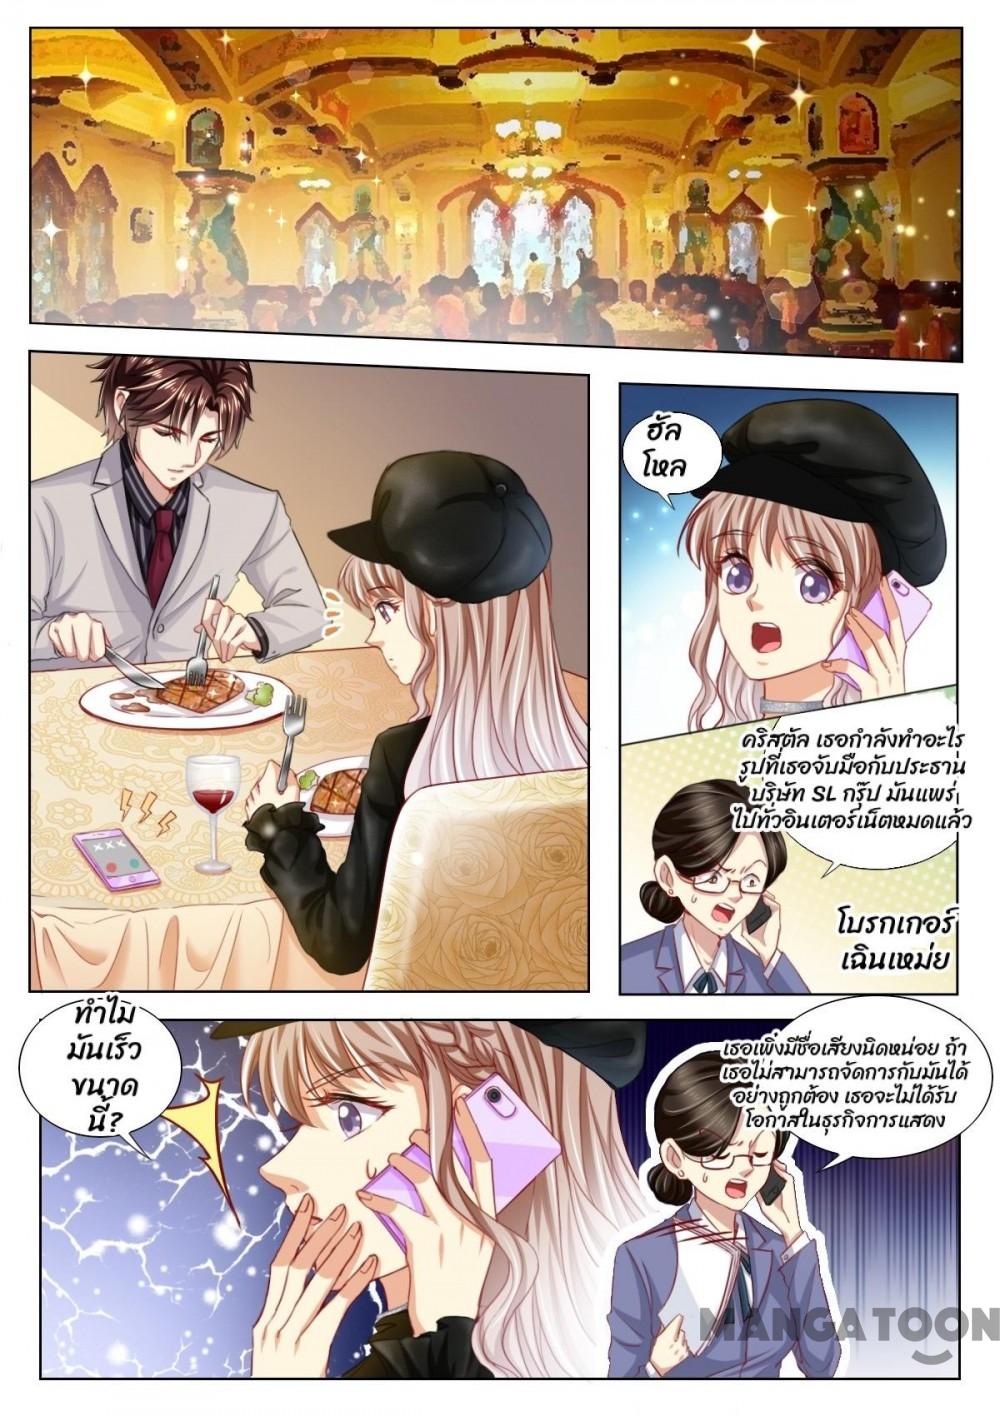 ฮัล
โหล
XXX
คริสตัล เธอกำลังทำอะไร
รูปที่เธอจับมือกับประธาน
บริษัท SL กรุ๊ป มันแพร่
ไปทั่วอินเตอร์เน็ตหมดแล้ว
โบรกเกอร์
เฉินเหม่ย
ทำไม
มันเร็ว
ขนาด
นี้?
เธอเพิ่งมีชื่อเสียงนิดหน่อย ถ้า
เธอไม่สามารถจัดการกับมันได้
อย่างถูกต้อง เธอจะไม่ได้รับ
โอกาสในธุรกิจการแสดง
MANGATOON